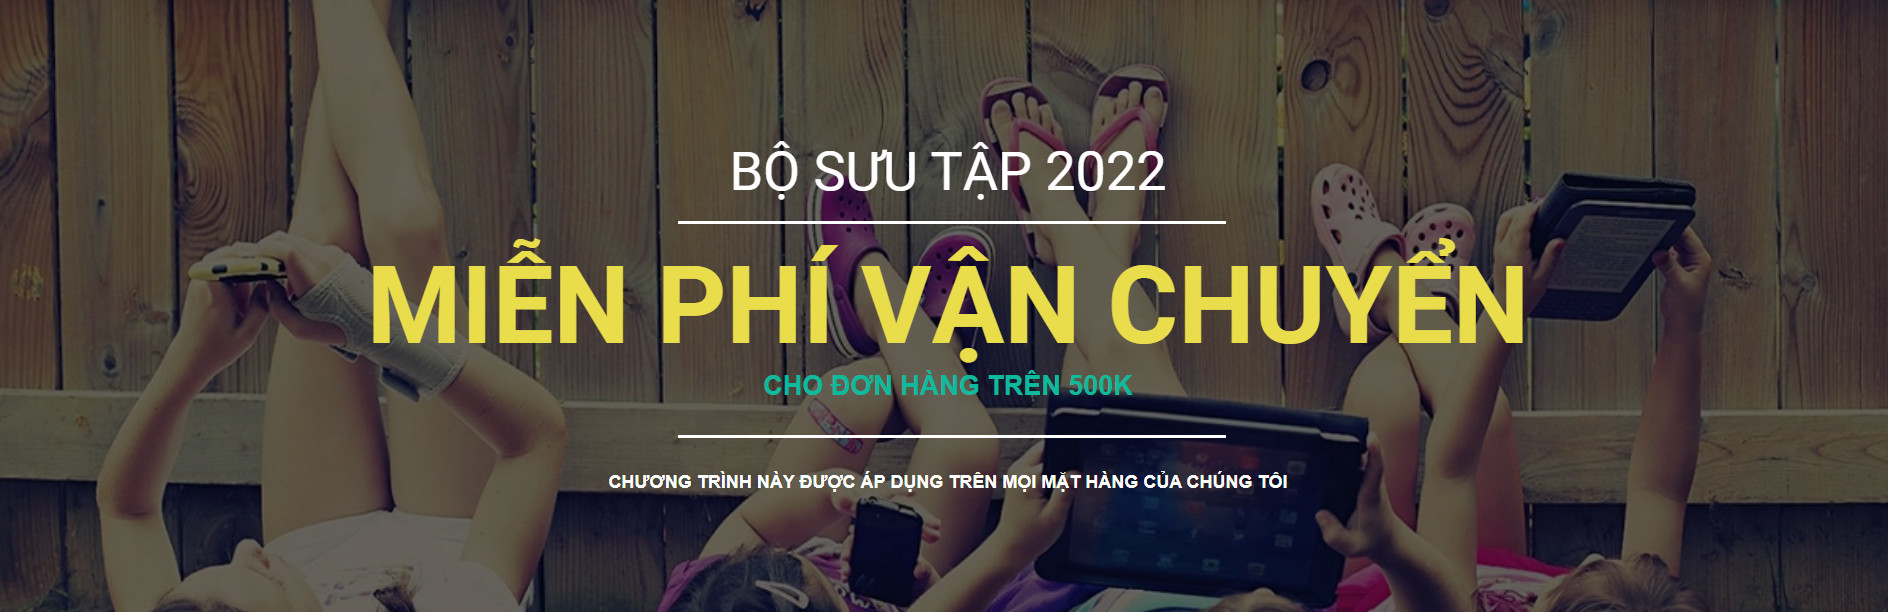 BỘ SƯU TẬP 2022
MIỄN PHÍ VẬN CHUYỂN
CHO ĐƠN HÀNG TRÊN 500K
CHƯƠNG TRÌNH NÀY ĐƯỢC ÁP DỤNG TRÊN MỌI MẶT HÀNG CỦA CHÚNG TÔI